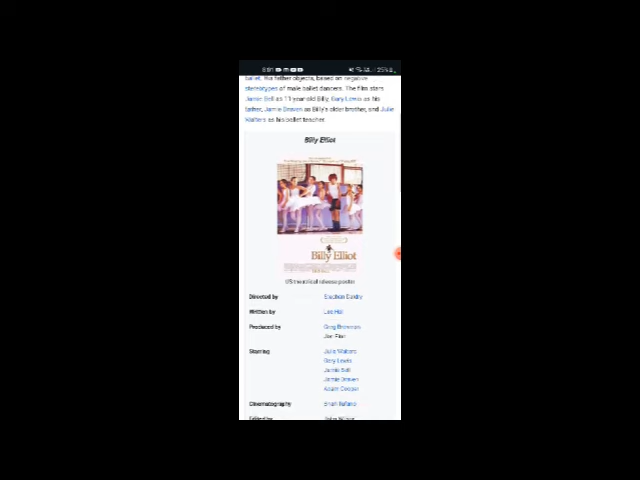 ballet. His father objects, based on negative
stereotypes of male ballet dancers. The film stars
Jamie Bell as 11-year-old Billy, Gary Lewis as his
father, Jamie Draven as Billy's older brother, and Julie
Walters as his ballet teacher.
Billy Elliot
Billy Elliot
US theatrical release poster
Directed by Stephen Daldry
Written by Lee Hall
Produced by Greg Brenman
Jon Finn
Starring Julie Walters
Gary Lewis
Jamie Bell
Jamie Draven
Adam Cooper
Cinematography Brian Tufano
Edited by